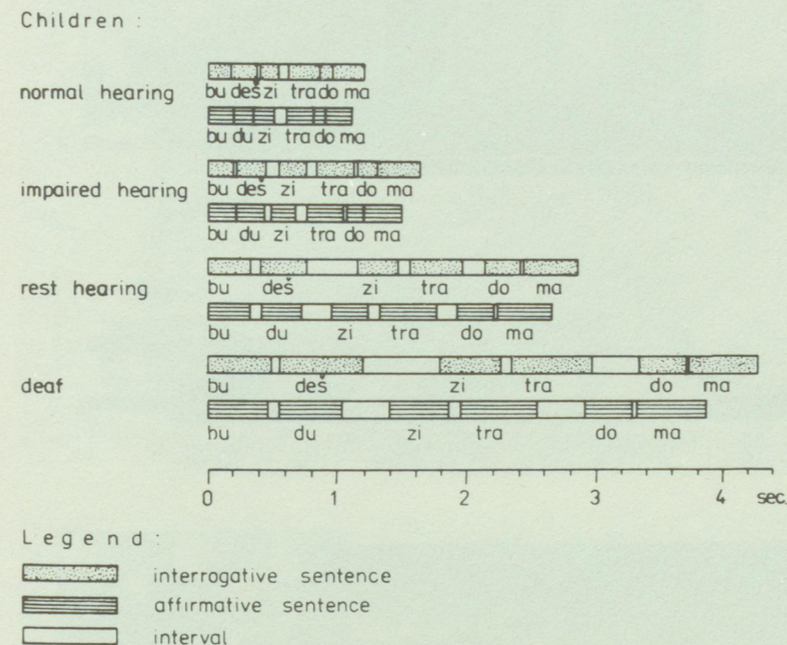 Children :
normal hearing
bu deš zi tra do ma
bu du zi tra do ma
impaired hearing
bu deš zi tra do ma
bu du zi tra do ma
rest hearing
bu deš zi tra do ma
bu du zi tra do ma
deaf
bu deš zi tra do ma
bu du zi tra do ma
0 1 2 3 4 sec.
Legend:
interrogative sentence
affirmative sentence
interval